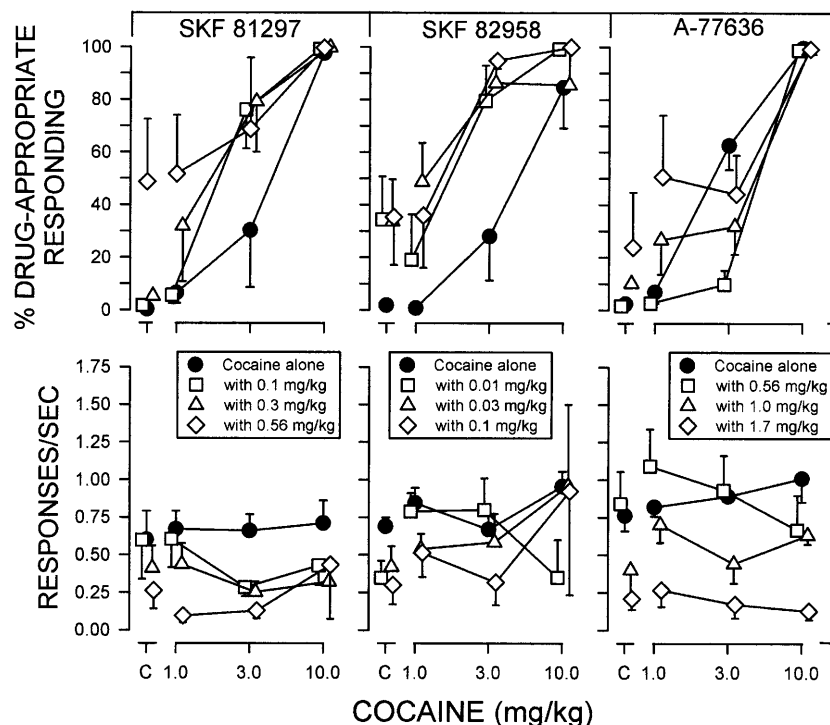 SKF 81297
SKF 82958
A-77636
% DRUG-APPROPRIATE
RESPONDING
100
80
60
40
20
0
RESPONSES/SEC
1.75
1.50
1.25
1.00
0.75
0.50
0.25
0.00
Cocaine alone
with 0.1 mg/kg
with 0.3 mg/kg
with 0.56 mg/kg
Cocaine alone
with 0.01 mg/kg
with 0.03 mg/kg
with 0.1 mg/kg
Cocaine alone
with 0.56 mg/kg
with 1.0 mg/kg
with 1.7 mg/kg
C 1.0 3.0 10.0
C 1.0 3.0 10.0
C 1.0 3.0 10.0
COCAINE (mg/kg)